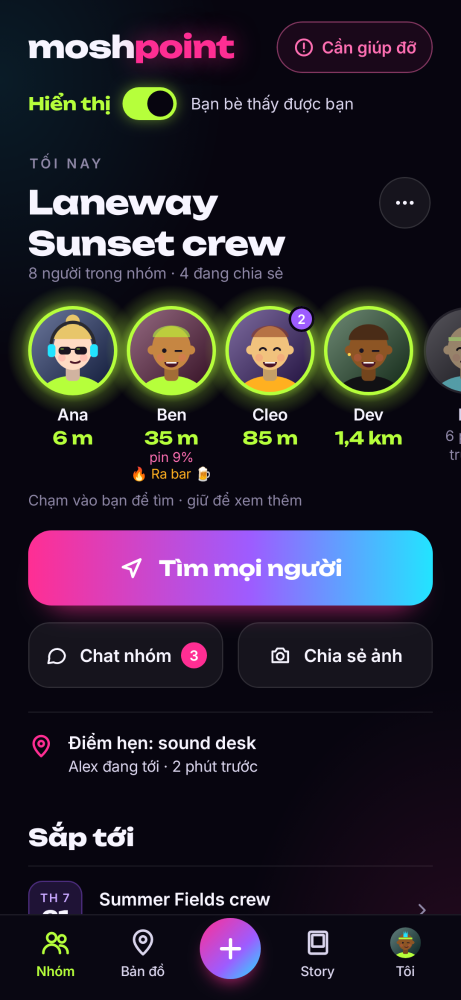 moshpoint
Cần giúp đỡ
Hiển thị
Bạn bè thấy được bạn
TỐI NAY
Laneway
Sunset crew
8 người trong nhóm · 4 đang chia sẻ
2
Ana
Ben
Cleo
Dev
6 m
35 m
85 m
1,4 km
pin 9%
🔥 Ra bar 🍺
Chạm vào bạn để tìm · giữ để xem thêm
Tìm mọi người
Chat nhóm 3
Chia sẻ ảnh
Điểm hẹn: sound desk
Alex đang tới · 2 phút trước
Sắp tới
TH 7
Summer Fields crew
Nhóm
Bản đồ
Story
Tôi